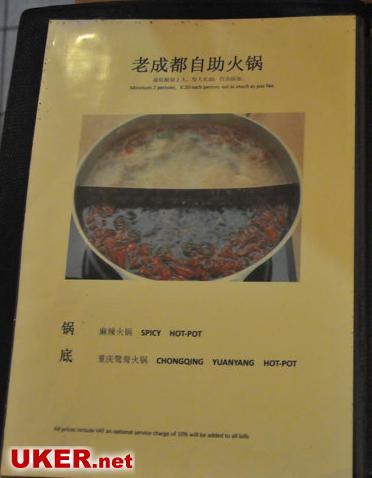 老成都自助火锅
Minimum 2 persons, £20 each person, eat as much as you like.
锅 麻辣火锅 SPICY HOT-POT
底 重庆鸳鸯火锅 CHONGQING YUANYANG HOT-POT
All prices include VAT an optional service charge of 10% will be added to all bills
UKER.net